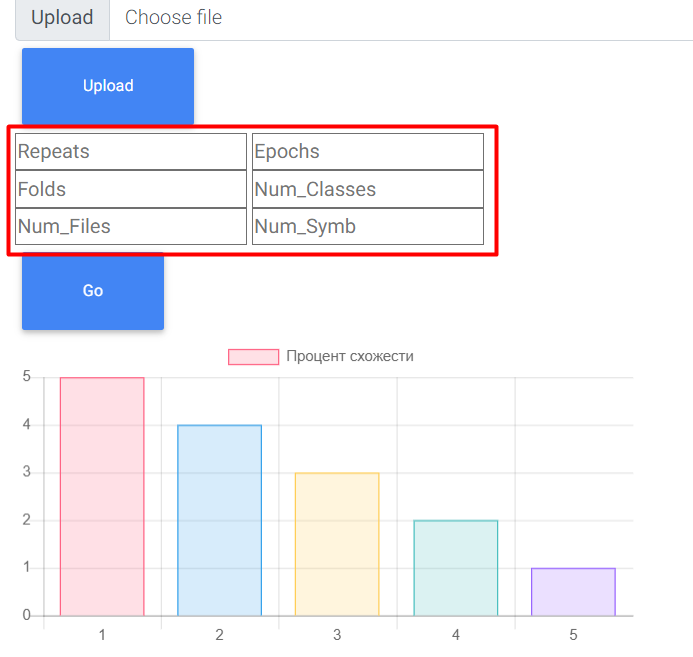 Upload Choose file
Upload
Repeats Epochs
Folds Num_Classes
Num_Files Num_Symb
Go
Процент схожести
5
4
3
2
1
0
1 2 3 4 5